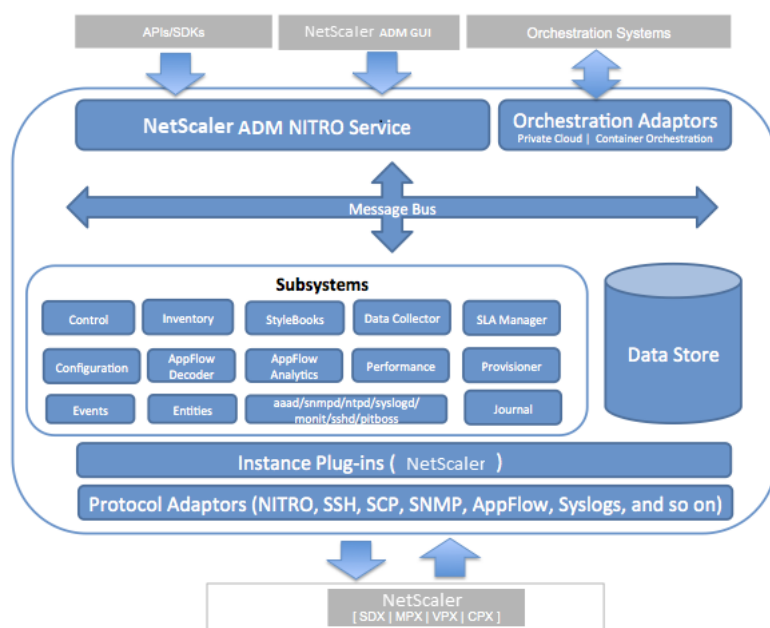 APIs/SDKs
NetScaler ADM GUI
Orchestration Systems
NetScaler ADM NITRO Service
Orchestration Adaptors
Private Cloud | Container Orchestration
Message Bus
Subsystems
Control
Inventory
StyleBooks
Data Collector
SLA Manager
Configuration
AppFlow
Decoder
AppFlow
Analytics
Performance
Provisioner
Events
Entities
aaad/snmpd/ntpd/syslogd/
monit/sshd/pitboss
Journal
Data Store
Instance Plug-ins ( NetScaler )
Protocol Adaptors (NITRO, SSH, SCP, SNMP, AppFlow, Syslogs, and so on)
NetScaler
[ SDX | MPX | VPX | CPX ]